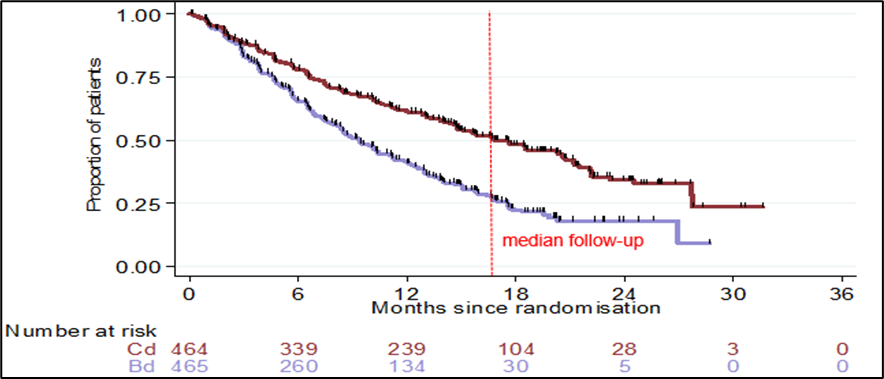 1.00
0.75
0.50
0.25
0.00
Proportion of patients
median follow-up
0 6 12 18 24 30 36
Months since randomisation
Number at risk
Cd 464 339 239 104 28 3 0
Bd 465 260 134 30 5 0 0